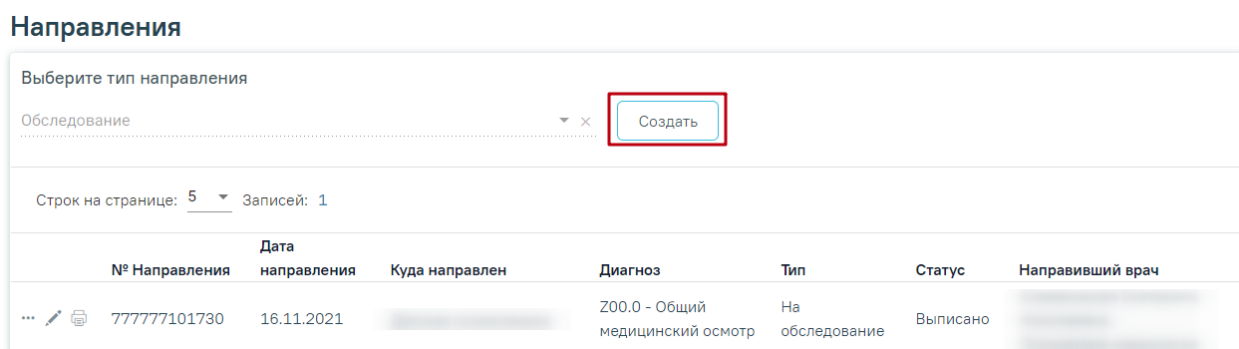 Направления
Выберите тип направления
Обследование
Создать
Строк на странице: 5 Записей: 1
№ Направления Дата направления Куда направлен Диагноз Тип Статус Направивший врач
777777101730 16.11.2021 Z00.0 - Общий медицинский осмотр На обследование Выписано